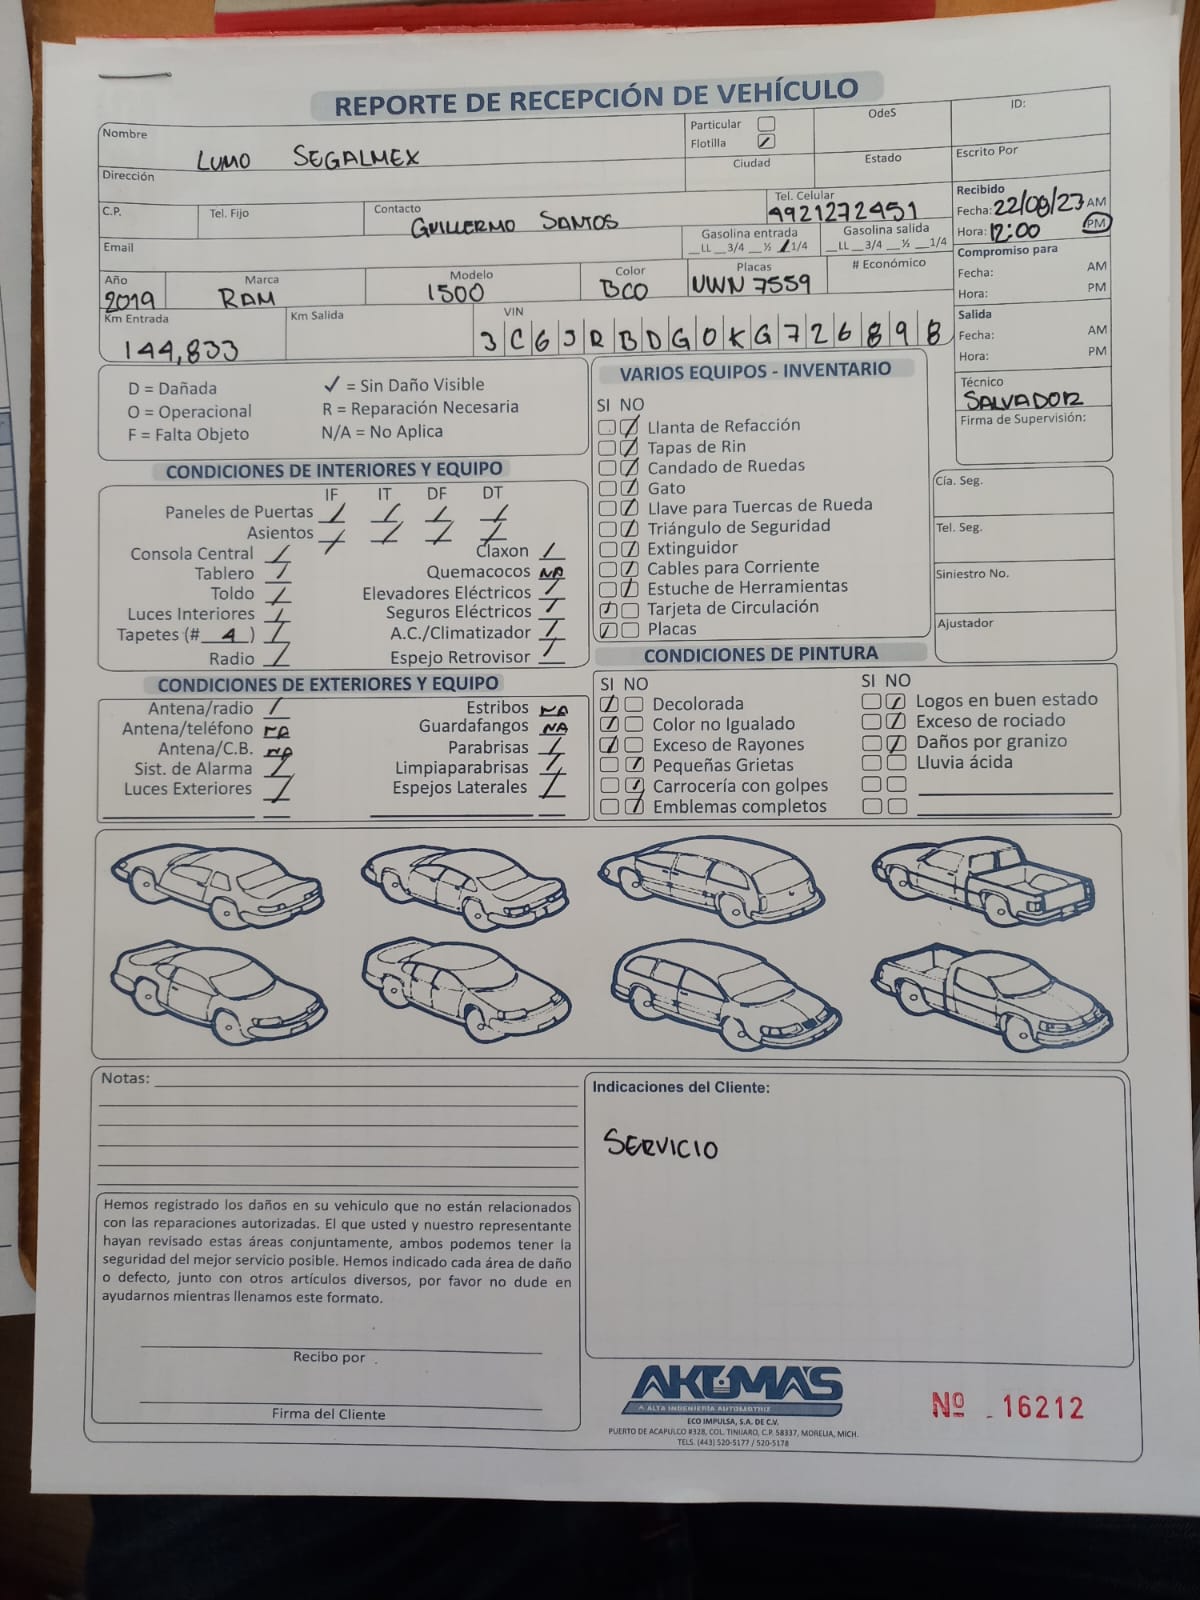 REPORTE DE RECEPCIÓN DE VEHÍCULO
Nombre LUMO SEGALMEX
Particular
Flotilla ✓
OdeS
ID:
Dirección
Ciudad
Estado
Escrito Por
C.P.
Tel. Fijo
Contacto GUILLERMO SANTOS
Tel. Celular 4921272451
Recibido
Fecha: 22/08/23 AM
Hora: 12:00 PM
Email
Gasolina entrada
__LL __3/4 __½ ✓1/4
Gasolina salida
__LL __3/4 __½ __1/4
Compromiso para
Fecha: AM
Hora: PM
Año 2019
Marca RAM
Modelo 1500
Color BCO
Placas UWN 7559
# Económico
Km Entrada 144,833
Km Salida
VIN 3C6JRBDG0KG726898
Salida
Fecha: AM
Hora: PM
Técnico
SALVADOR
Firma de Supervisión:
D = Dañada
✓ = Sin Daño Visible
O = Operacional
R = Reparación Necesaria
F = Falta Objeto
N/A = No Aplica
CONDICIONES DE INTERIORES Y EQUIPO
IF IT DF DT
Paneles de Puertas ✓ ✓ ✓ ✓
Asientos ✓ ✓ ✓ ✓
Consola Central ✓
Claxon ✓
Tablero ✓
Quemacocos NA
Toldo ✓
Elevadores Eléctricos ✓
Luces Interiores ✓
Seguros Eléctricos ✓
Tapetes (# 4 ) ✓
A.C./Climatizador ✓
Radio ✓
Espejo Retrovisor ✓
VARIOS EQUIPOS - INVENTARIO
SI NO
Llanta de Refacción
Tapas de Rin
Candado de Ruedas
Gato
Llave para Tuercas de Rueda
Triángulo de Seguridad
Extinguidor
Cables para Corriente
Estuche de Herramientas
Tarjeta de Circulación
Placas
Cía. Seg.
Tel. Seg.
Siniestro No.
Ajustador
CONDICIONES DE EXTERIORES Y EQUIPO
Antena/radio ✓
Estribos NA
Antena/teléfono NA
Guardafangos NA
Antena/C.B. NA
Parabrisas ✓
Sist. de Alarma ✓
Limpiaparabrisas ✓
Luces Exteriores ✓
Espejos Laterales ✓
CONDICIONES DE PINTURA
SI NO
Decolorada
Color no Igualado
Exceso de Rayones
Pequeñas Grietas
Carrocería con golpes
Emblemas completos
SI NO
Logos en buen estado
Exceso de rociado
Daños por granizo
Lluvia ácida
Notas:
Indicaciones del Cliente:
SERVICIO
Hemos registrado los daños en su vehiculo que no están relacionados
con las reparaciones autorizadas. El que usted y nuestro representante
hayan revisado estas áreas conjuntamente, ambos podemos tener la
seguridad del mejor servicio posible. Hemos indicado cada área de daño
o defecto, junto con otros artículos diversos, por favor no dude en
ayudarnos mientras llenamos este formato.
Recibo por
Firma del Cliente
AKUMA'S
ALTA INGENIERÍA AUTOMOTRIZ
ECO IMPULSA, S.A. DE C.V.
PUERTO DE ACAPULCO #328, COL. TINIJARO, C.P. 58337, MORELIA, MICH.
TELS. (443) 520-5177 / 520-5178
Nº 16212